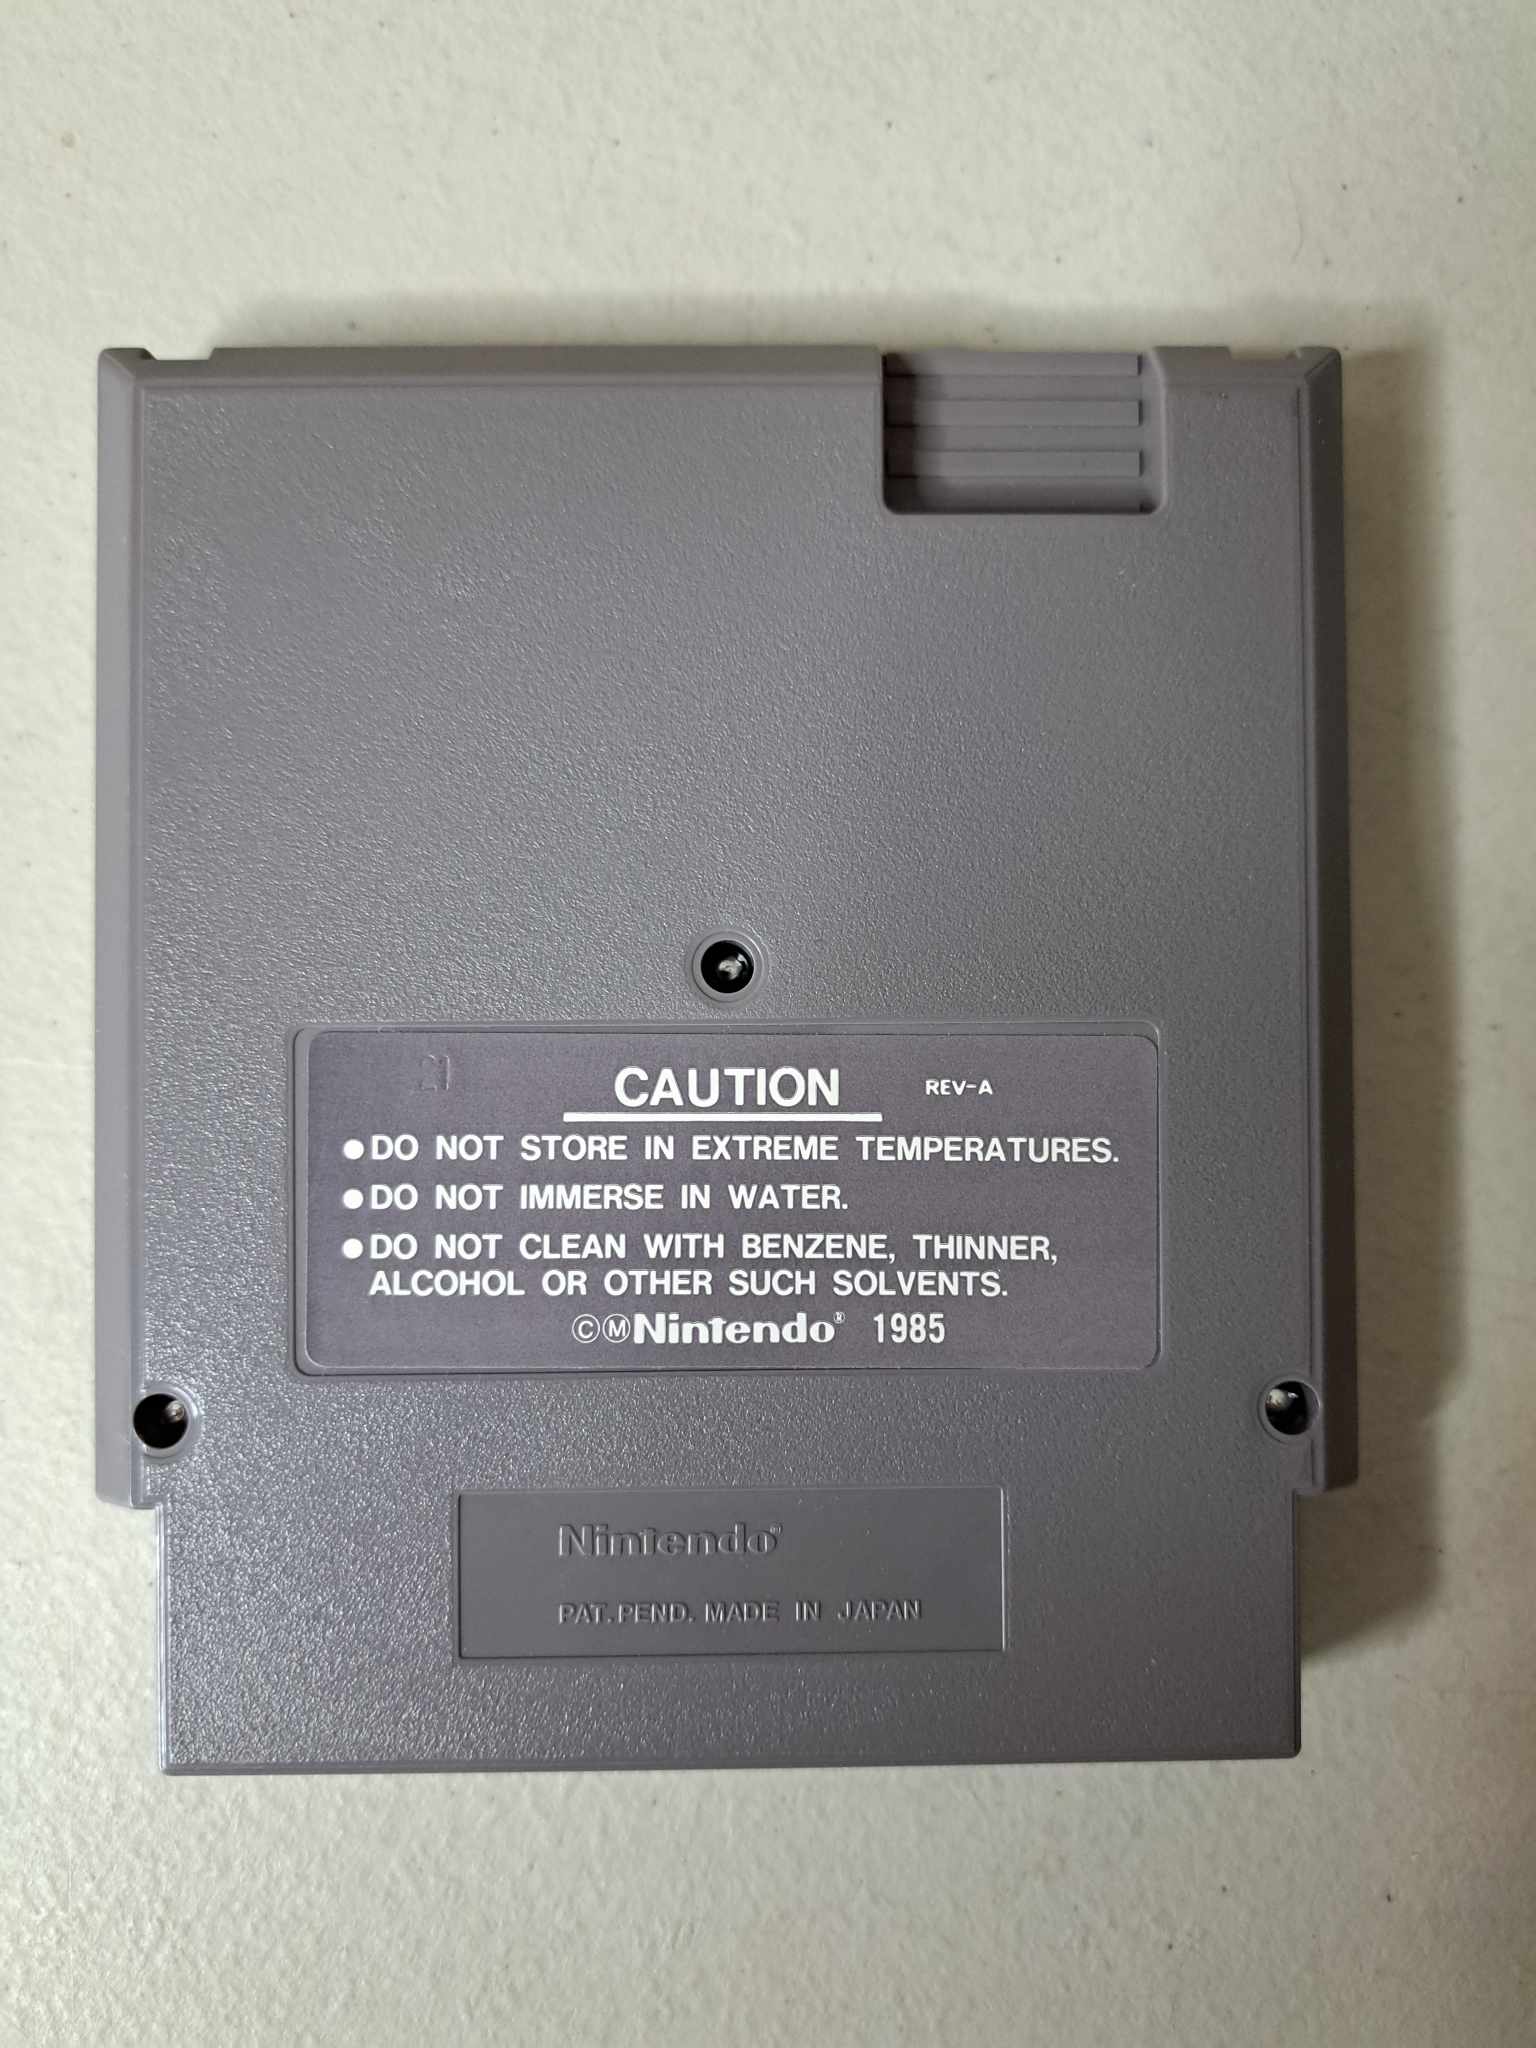 21
CAUTION REV-A
●DO NOT STORE IN EXTREME TEMPERATURES.
●DO NOT IMMERSE IN WATER.
●DO NOT CLEAN WITH BENZENE, THINNER,
ALCOHOL OR OTHER SUCH SOLVENTS.
ⒸⓂNintendo® 1985
Nintendo®
PAT. PEND. MADE IN JAPAN